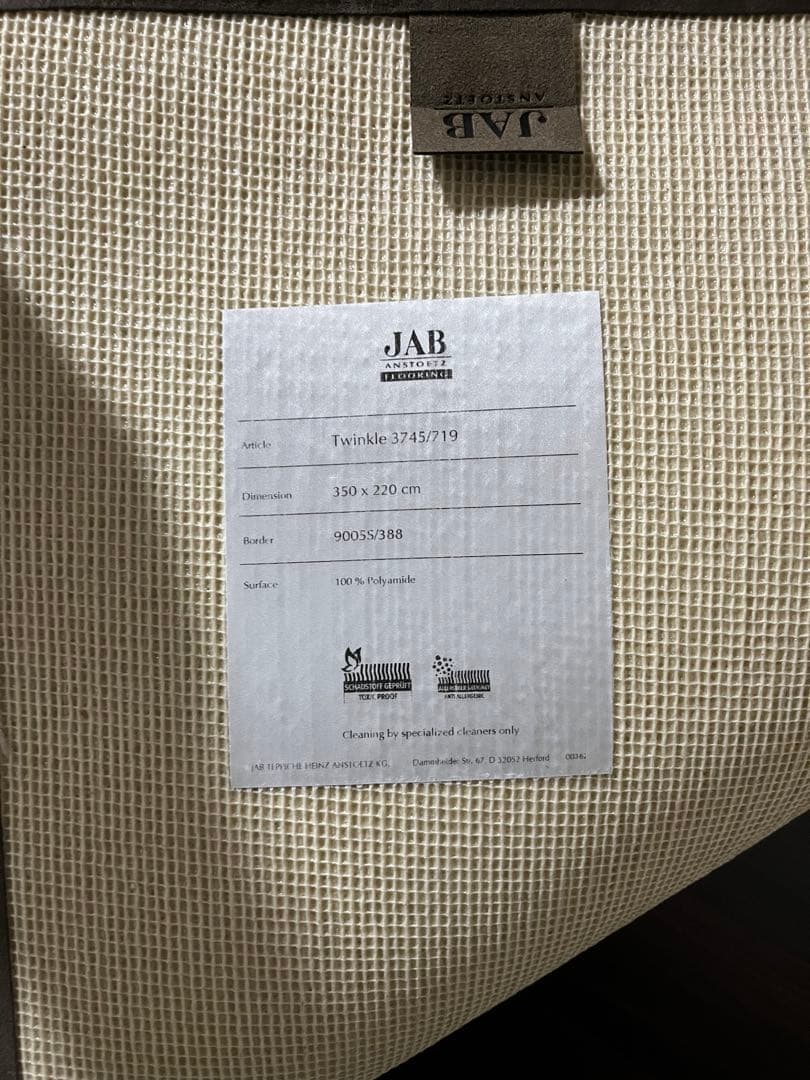 JAB
ANSTOETZ
JAB
ANSTOETZ
FLOORING
Article Twinkle 3745/719
Dimension 350 x 220 cm
Border 9005S/388
Surface 100 % Polyamide
SCHADSTOFF GEPRÜFT
TOXIC PROOF
ANTI ALLERGENIC
Cleaning by specialized cleaners only
JAB TEPPICHE HEINZ ANSTOETZ KG, Dammheider Str. 67, D 32052 Herford